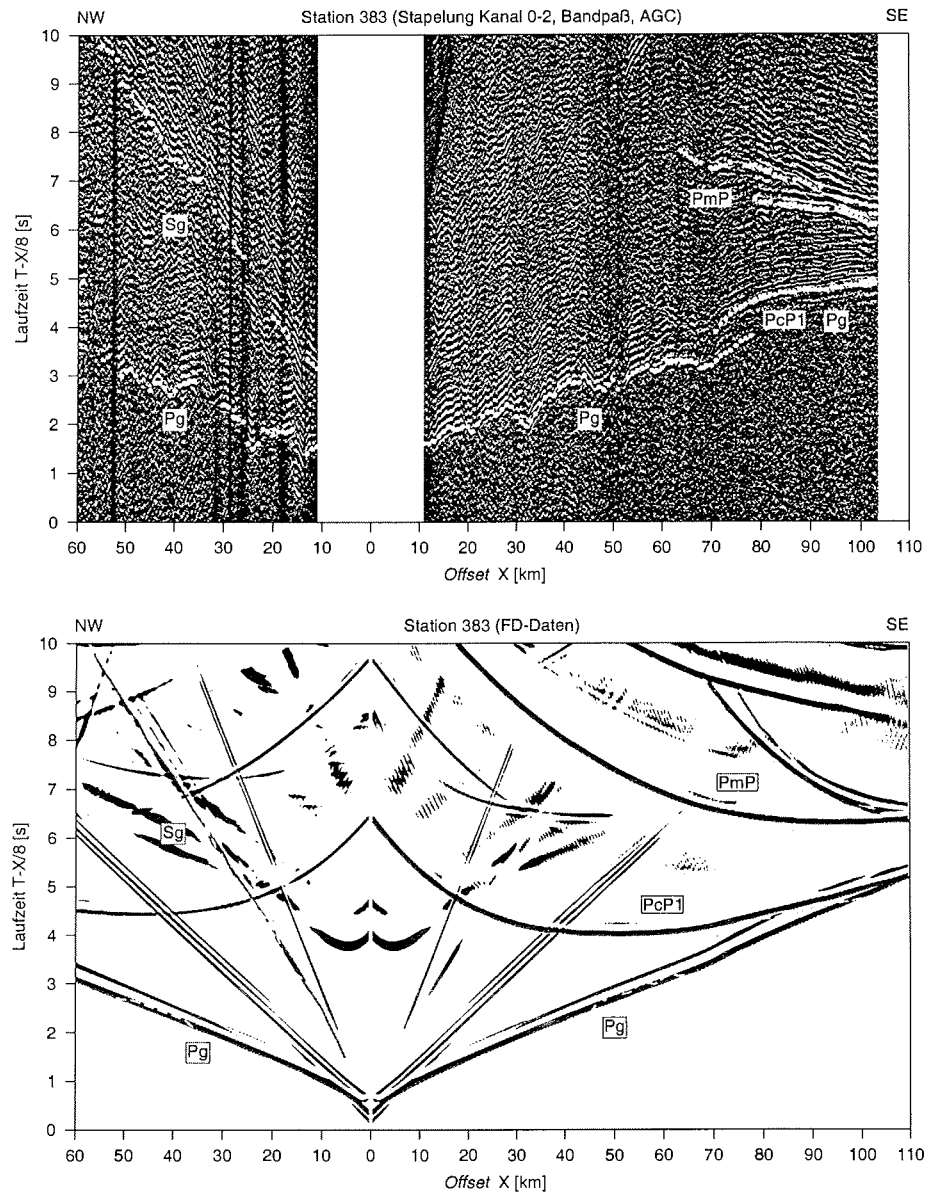 NW Station 383 (Stapelung Kanal 0-2, Bandpaß, AGC) SE
10
9
8
7
6
5
4
3
2
1
0
Laufzeit T-X/8 [s]
Sg
Pg
PmP
PcP1 Pg
Pg
60 50 40 30 20 10 0 10 20 30 40 50 60 70 80 90 100 110
Offset X [km]
NW Station 383 (FD-Daten) SE
10
9
8
7
6
5
4
3
2
1
0
Laufzeit T-X/8 [s]
PmP
Sg
PcP1
Pg
Pg
60 50 40 30 20 10 0 10 20 30 40 50 60 70 80 90 100 110
Offset X [km]